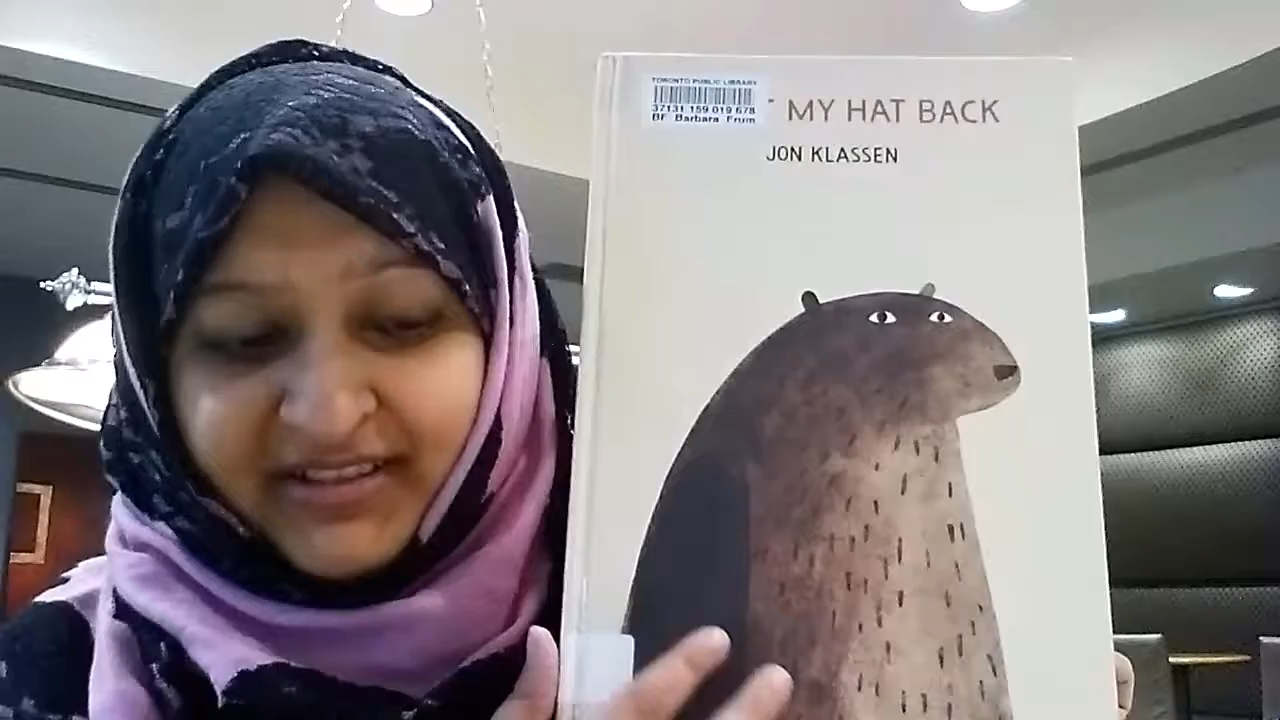 TORONTO PUBLIC LIBRARY
37131 159 019 678
BF Barbara Frum
MY HAT BACK
JON KLASSEN